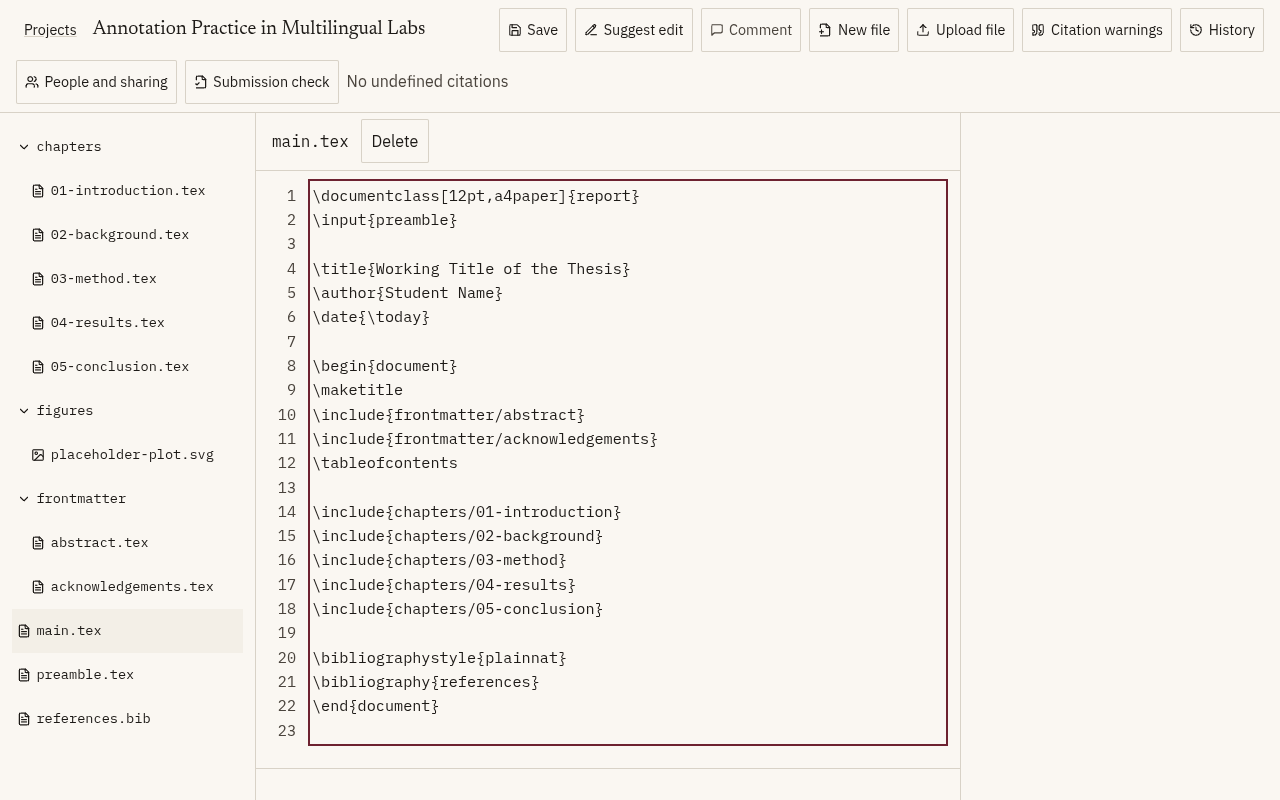 Projects
Annotation Practice in Multilingual Labs
Save
Suggest edit
Comment
New file
Upload file
Citation warnings
History
People and sharing
Submission check
No undefined citations
chapters
01-introduction.tex
02-background.tex
03-method.tex
04-results.tex
05-conclusion.tex
figures
placeholder-plot.svg
frontmatter
abstract.tex
acknowledgements.tex
main.tex
preamble.tex
references.bib
main.tex
Delete
1 \documentclass[12pt,a4paper]{report}
2 \input{preamble}
3
4 \title{Working Title of the Thesis}
5 \author{Student Name}
6 \date{\today}
7
8 \begin{document}
9 \maketitle
10 \include{frontmatter/abstract}
11 \include{frontmatter/acknowledgements}
12 \tableofcontents
13
14 \include{chapters/01-introduction}
15 \include{chapters/02-background}
16 \include{chapters/03-method}
17 \include{chapters/04-results}
18 \include{chapters/05-conclusion}
19
20 \bibliographystyle{plainnat}
21 \bibliography{references}
22 \end{document}
23